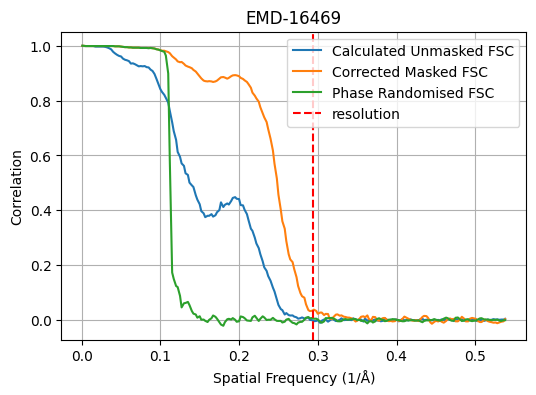 EMD-16469
Calculated Unmasked FSC
Corrected Masked FSC
Phase Randomised FSC
resolution
Correlation
1.0
0.8
0.6
0.4
0.2
0.0
0.0 0.1 0.2 0.3 0.4 0.5
Spatial Frequency (1/Å)